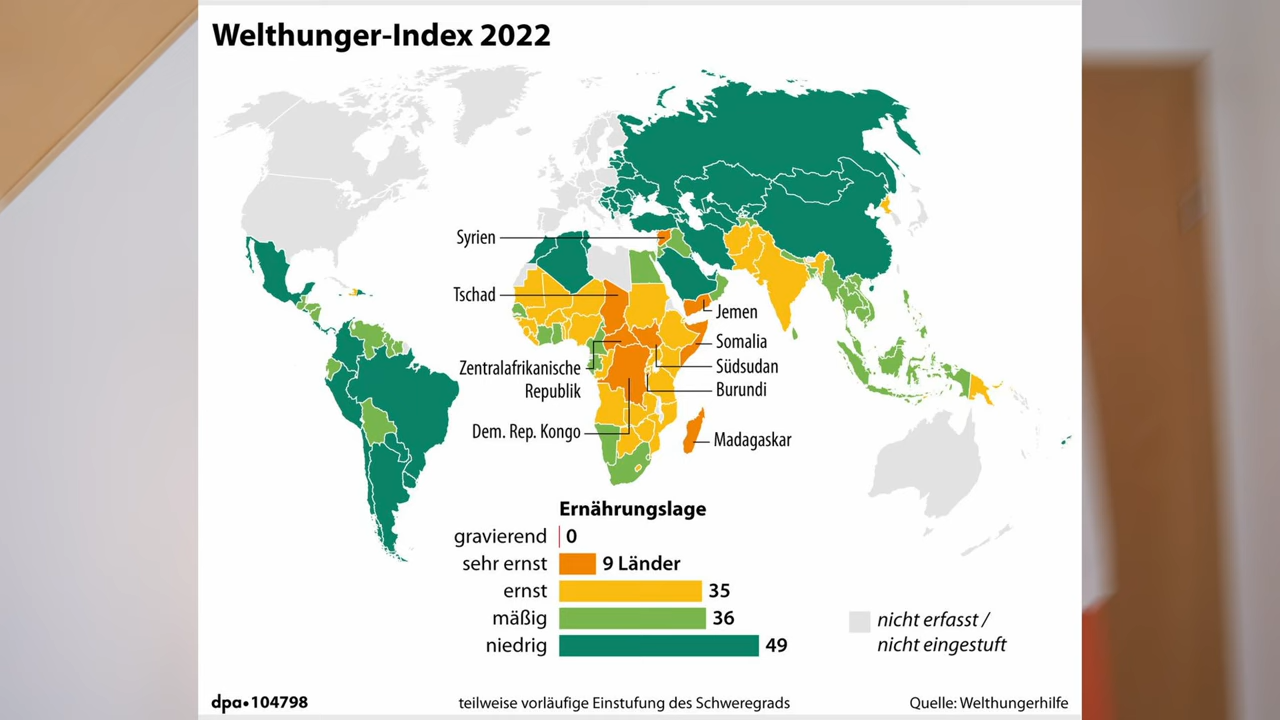 Welthunger-Index 2022
Syrien
Tschad
Jemen
Somalia
Zentralafrikanische
Republik
Südsudan
Burundi
Dem. Rep. Kongo
Madagaskar
Ernährungslage
gravierend 0
sehr ernst 9 Länder
ernst 35
mäßig 36
niedrig 49
nicht erfasst /
nicht eingestuft
dpa•104798 teilweise vorläufige Einstufung des Schweregrads Quelle: Welthungerhilfe